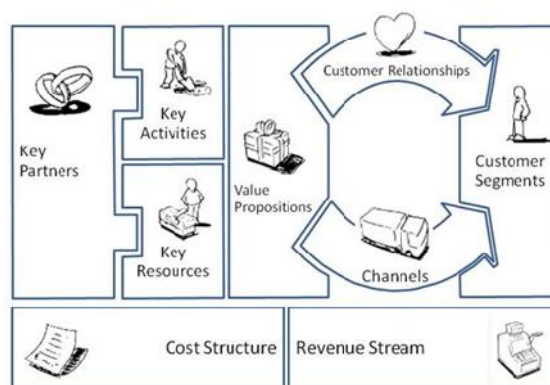 Key
Partners
Key
Activities
Key
Resources
Value
Propositions
Customer Relationships
Channels
Customer
Segments
Cost Structure
Revenue Stream